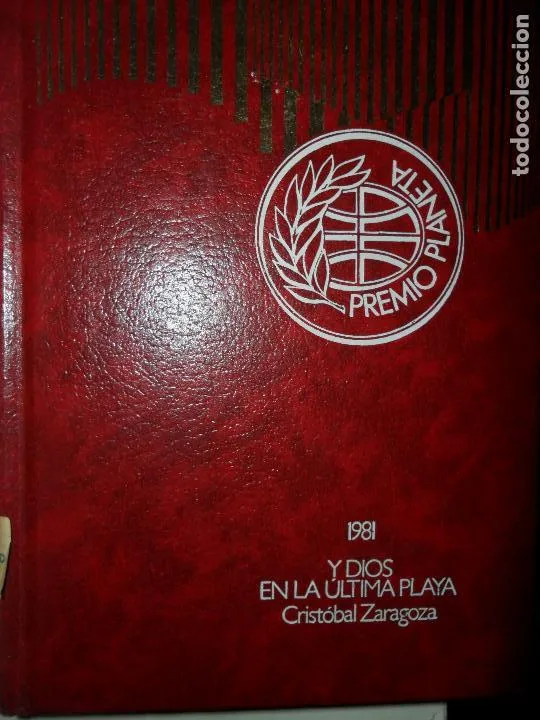 PREMIO PLANETA
1981
Y DIOS
EN LA ÚLTIMA PLAYA
Cristóbal Zaragoza
todocoleccion